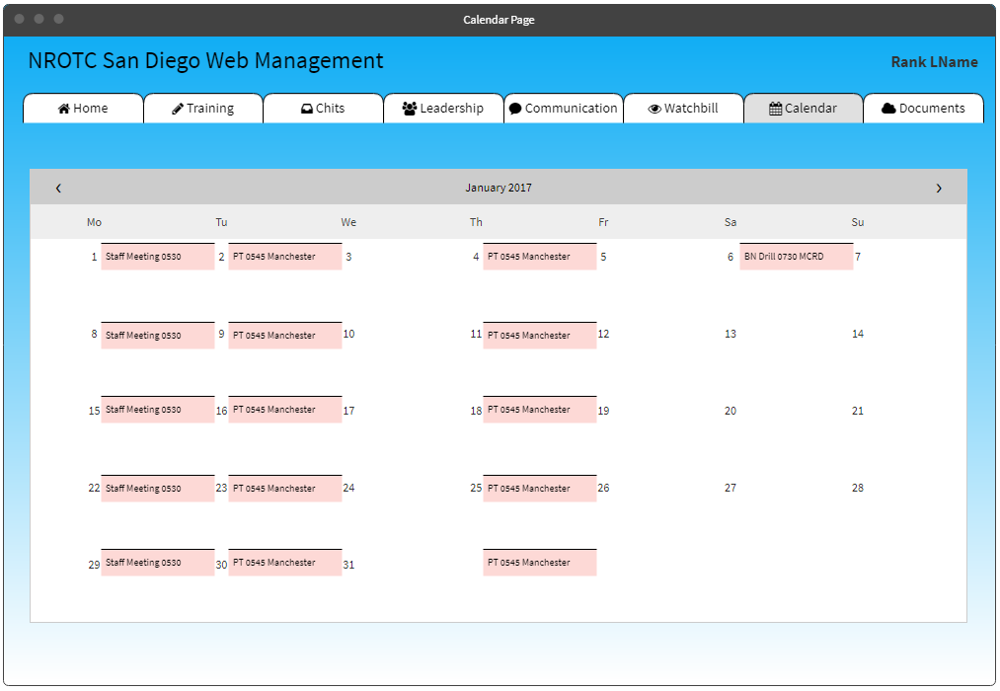 Calendar Page
NROTC San Diego Web Management
Rank LName
Home Training Chits Leadership Communication Watchbill Calendar Documents
‹ January 2017 ›
Mo Tu We Th Fr Sa Su
1 Staff Meeting 0530 2 PT 0545 Manchester 3 4 PT 0545 Manchester 5 6 BN Drill 0730 MCRD 7
8 Staff Meeting 0530 9 PT 0545 Manchester 10 11 PT 0545 Manchester 12 13 14
15 Staff Meeting 0530 16 PT 0545 Manchester 17 18 PT 0545 Manchester 19 20 21
22 Staff Meeting 0530 23 PT 0545 Manchester 24 25 PT 0545 Manchester 26 27 28
29 Staff Meeting 0530 30 PT 0545 Manchester 31 PT 0545 Manchester